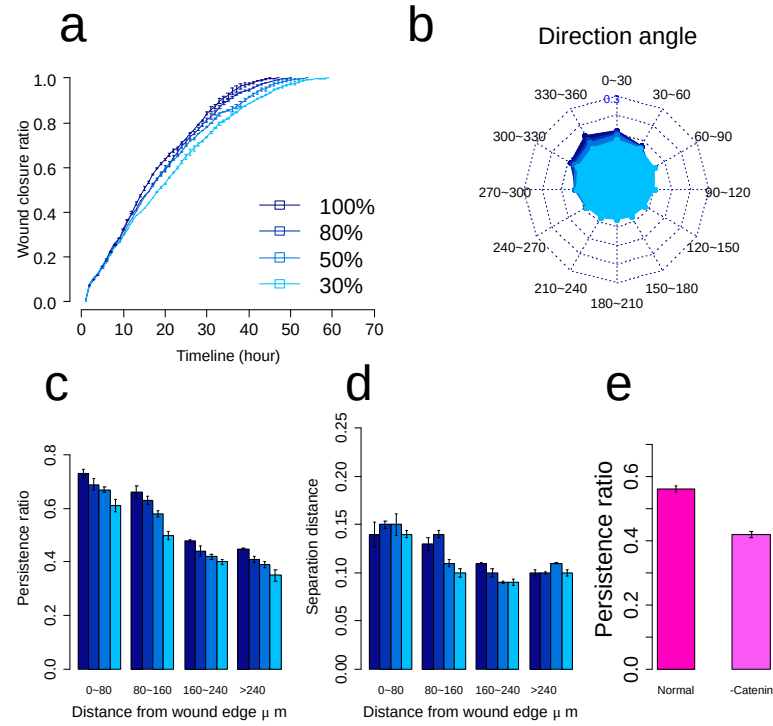 a
Wound closure ratio
1.0
0.8
0.6
0.4
0.2
0.0
0 10 20 30 40 50 60 70
Timeline (hour)
100%
80%
50%
30%
b
Direction angle
0~30
0.3
30~60
60~90
90~120
120~150
150~180
180~210
210~240
240~270
270~300
300~330
330~360
c
Persistence ratio
0.8
0.6
0.4
0.2
0.0
0~80 80~160 160~240 >240
Distance from wound edge μ m
d
Separation distance
0.25
0.20
0.15
0.10
0.05
0.00
0~80 80~160 160~240 >240
Distance from wound edge μ m
e
Persistence ratio
0.6
0.4
0.2
0.0
Normal -Catenin